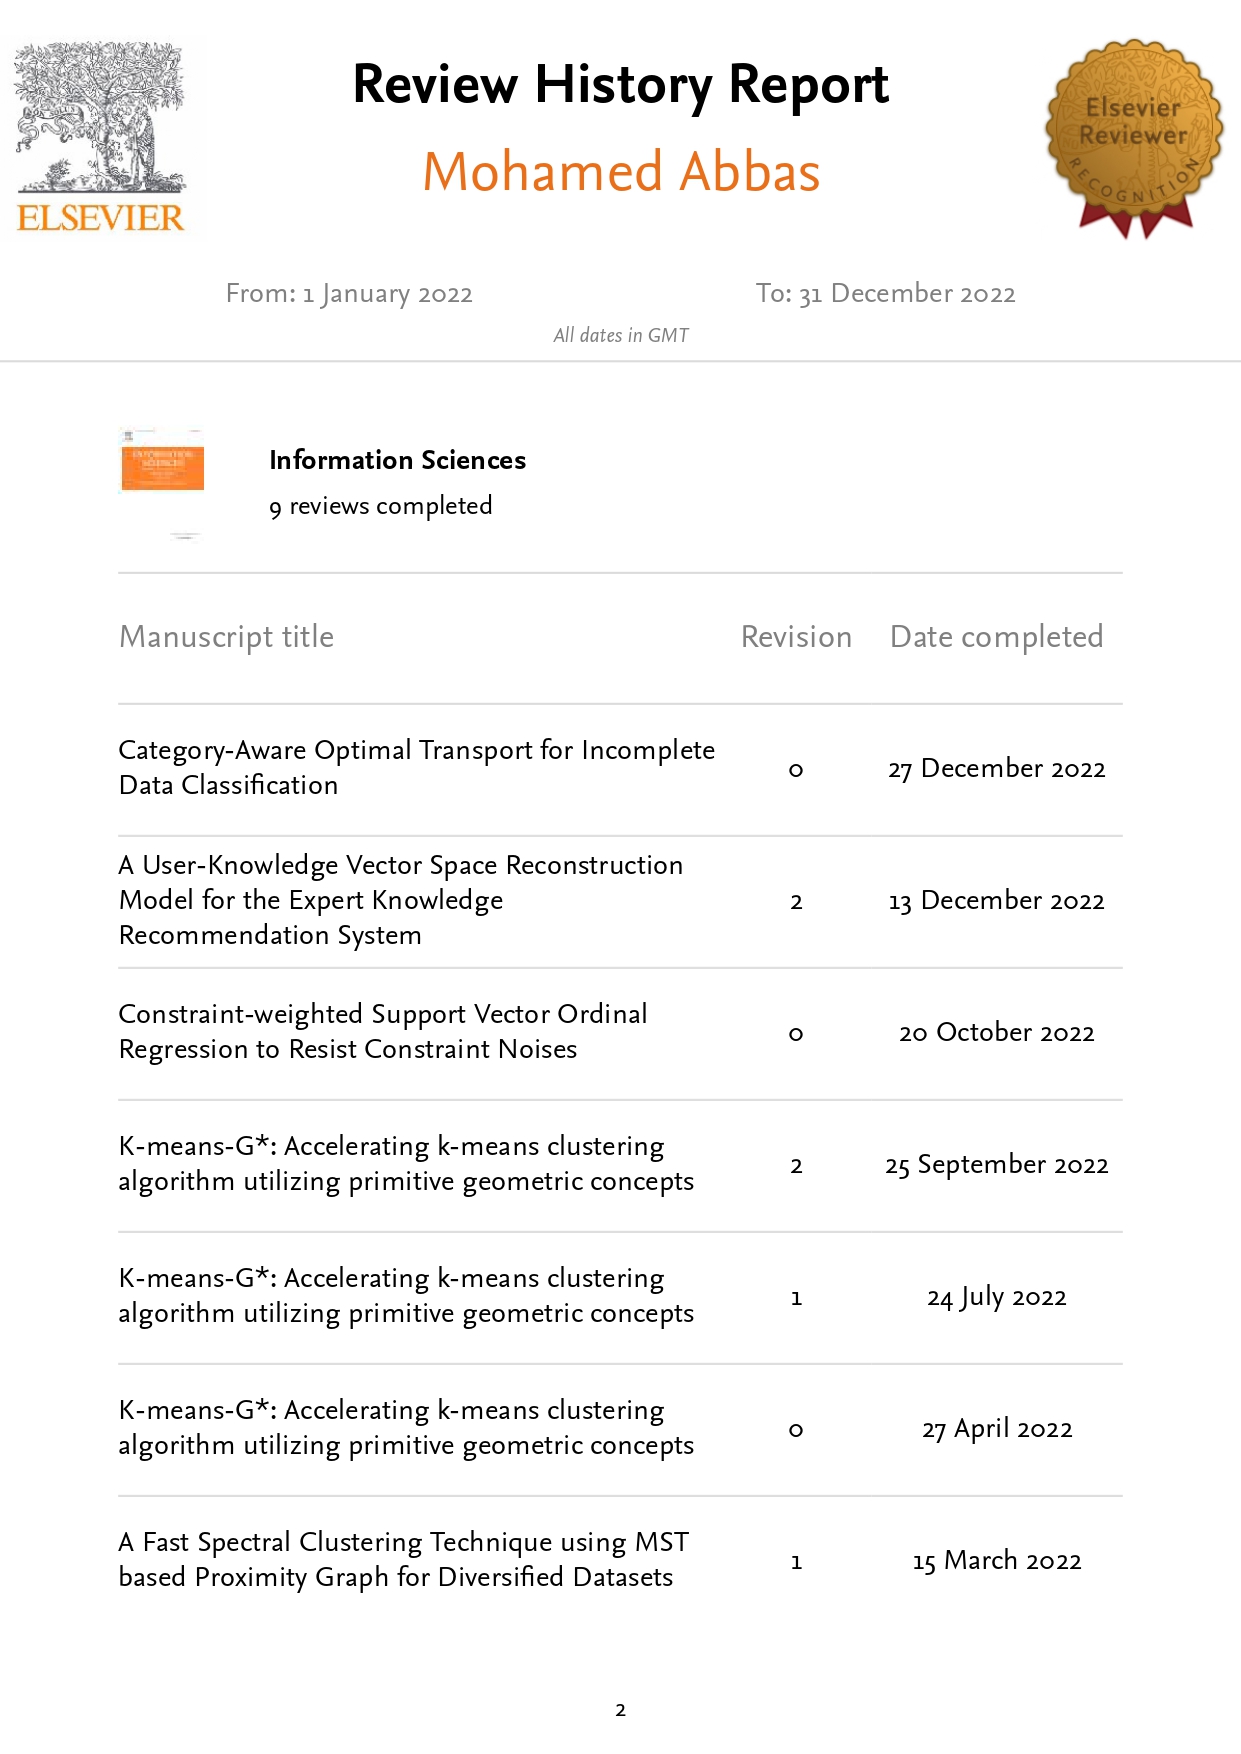 Review History Report
Mohamed Abbas
ELSEVIER
Elsevier
Reviewer
RECOGNITION
From: 1 January 2022
To: 31 December 2022
All dates in GMT
INFORMATION
SCIENCES
Information Sciences
9 reviews completed
Manuscript title Revision Date completed
Category-Aware Optimal Transport for Incomplete
Data Classification
0 27 December 2022
A User-Knowledge Vector Space Reconstruction
Model for the Expert Knowledge
Recommendation System
2 13 December 2022
Constraint-weighted Support Vector Ordinal
Regression to Resist Constraint Noises
0 20 October 2022
K-means-G*: Accelerating k-means clustering
algorithm utilizing primitive geometric concepts
2 25 September 2022
K-means-G*: Accelerating k-means clustering
algorithm utilizing primitive geometric concepts
1 24 July 2022
K-means-G*: Accelerating k-means clustering
algorithm utilizing primitive geometric concepts
0 27 April 2022
A Fast Spectral Clustering Technique using MST
based Proximity Graph for Diversified Datasets
1 15 March 2022
2